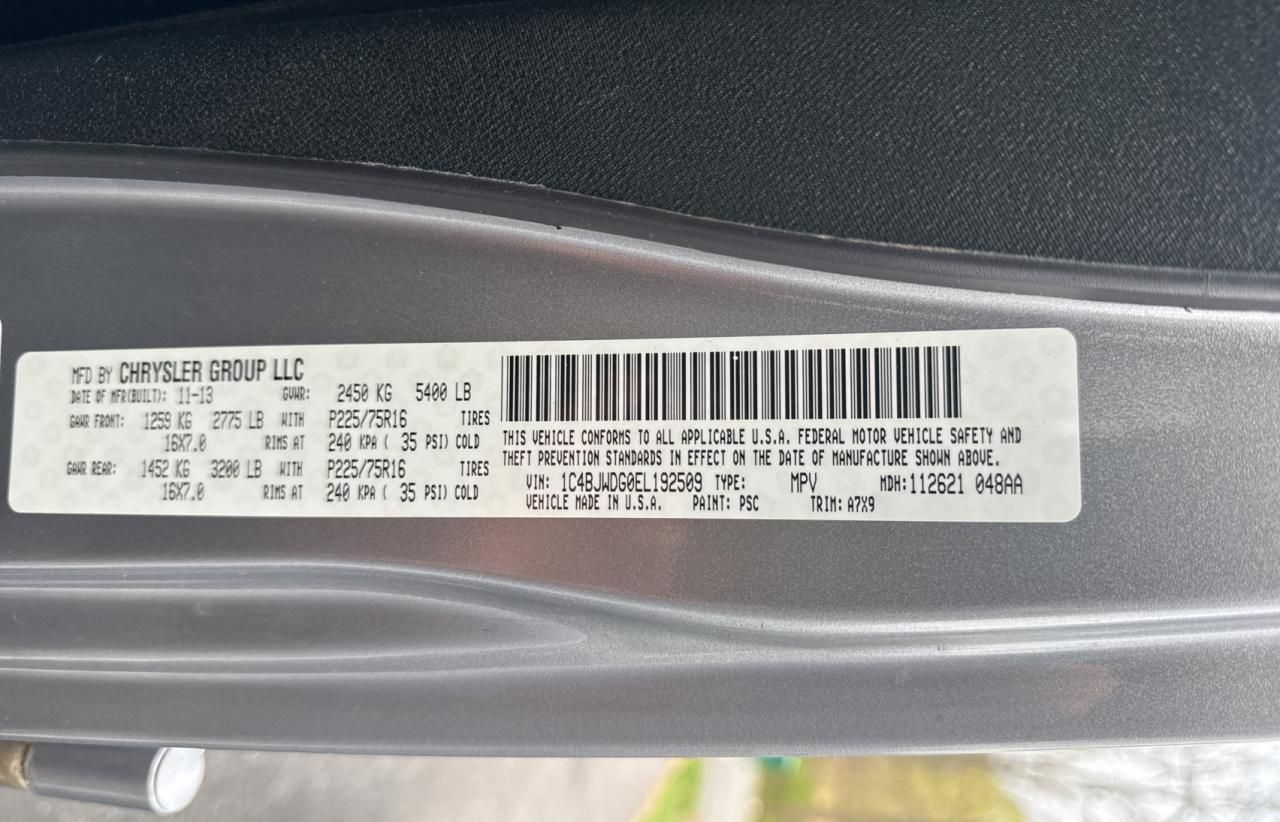 MFD BY CHRYSLER GROUP LLC
DATE OF MFR(BUILT): 11-13 GVWR: 2450 KG 5400 LB
GAWR FRONT: 1259 KG 2775 LB WITH P225/75R16 TIRES
16X7.0 RIMS AT 240 KPA ( 35 PSI) COLD
GAWR REAR: 1452 KG 3200 LB WITH P225/75R16 TIRES
16X7.0 RIMS AT 240 KPA ( 35 PSI) COLD
THIS VEHICLE CONFORMS TO ALL APPLICABLE U.S.A. FEDERAL MOTOR VEHICLE SAFETY AND
THEFT PREVENTION STANDARDS IN EFFECT ON THE DATE OF MANUFACTURE SHOWN ABOVE.
VIN: 1C4BJWDG0EL192509 TYPE: MPV MDH:112621 048AA
VEHICLE MADE IN U.S.A. PAINT: PSC TRIM: A7X9